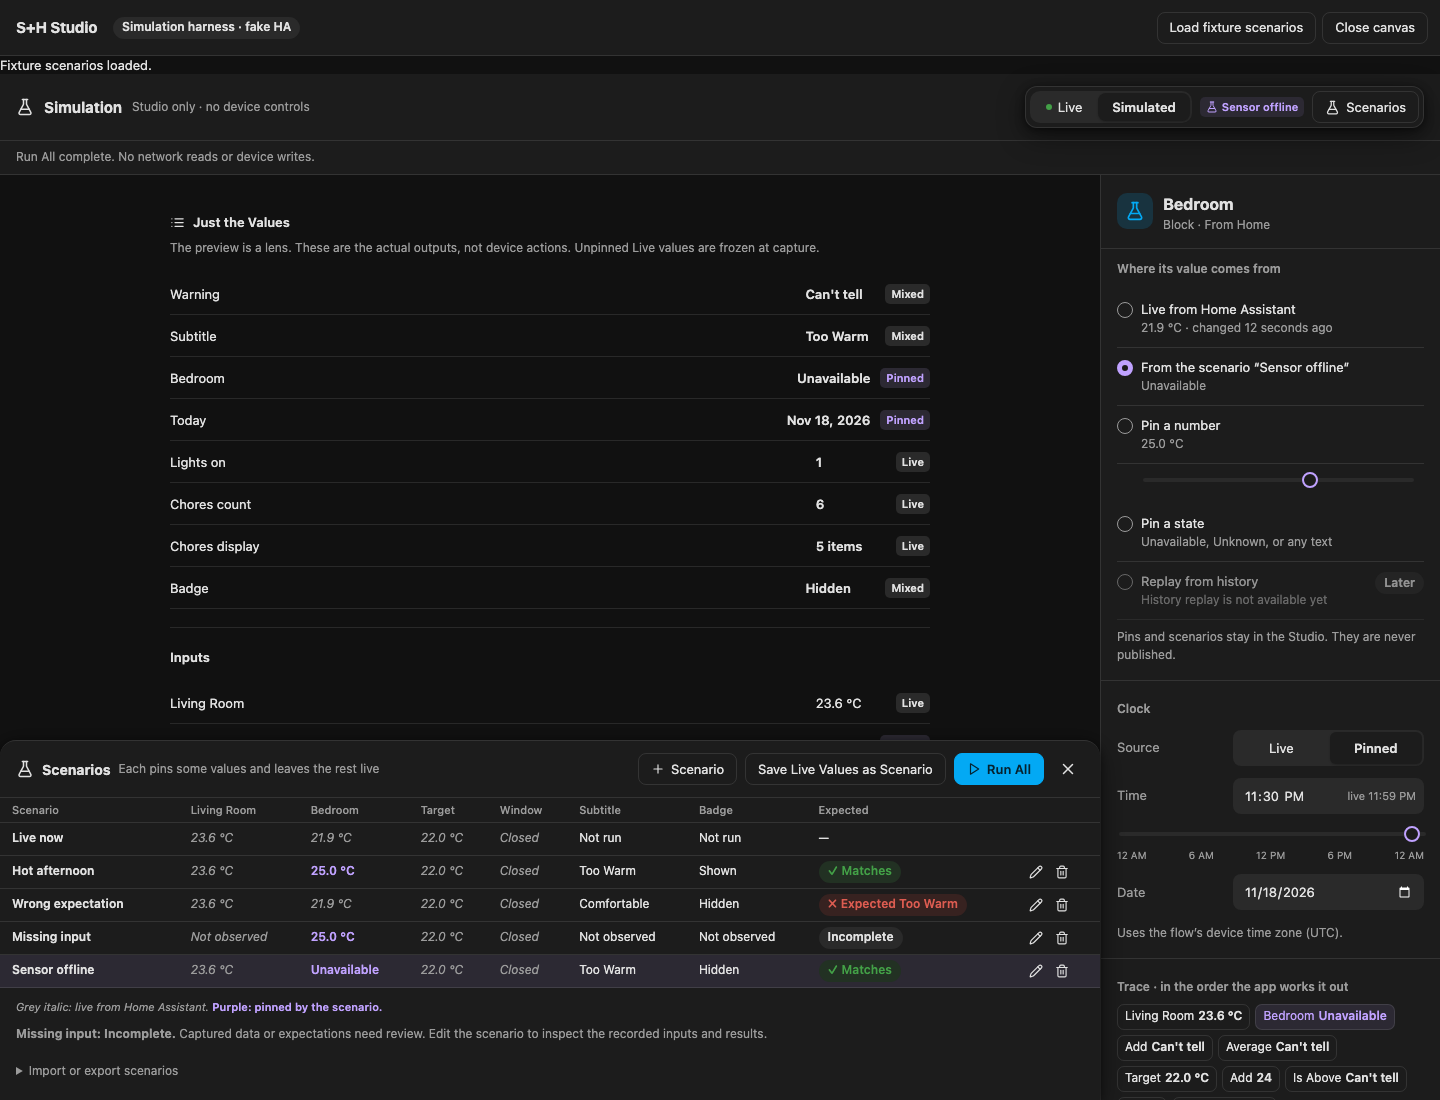 S+H Studio
Simulation harness · fake HA
Load fixture scenarios
Close canvas
Fixture scenarios loaded.
Simulation
Studio only · no device controls
Live
Simulated
Sensor offline
Scenarios
Run All complete. No network reads or device writes.
Just the Values
The preview is a lens. These are the actual outputs, not device actions. Unpinned Live values are frozen at capture.
Warning Can't tell Mixed
Subtitle Too Warm Mixed
Bedroom Unavailable Pinned
Today Nov 18, 2026 Pinned
Lights on 1 Live
Chores count 6 Live
Chores display 5 items Live
Badge Hidden Mixed
Inputs
Living Room 23.6 °C Live
Scenarios
Each pins some values and leaves the rest live
+ Scenario
Save Live Values as Scenario
Run All
Scenario Living Room Bedroom Target Window Subtitle Badge Expected
Live now 23.6 °C 21.9 °C 22.0 °C Closed Not run Not run —
Hot afternoon 23.6 °C 25.0 °C 22.0 °C Closed Too Warm Shown ✓ Matches
Wrong expectation 23.6 °C 21.9 °C 22.0 °C Closed Comfortable Hidden ✕ Expected Too Warm
Missing input Not observed 25.0 °C 22.0 °C Closed Not observed Not observed Incomplete
Sensor offline 23.6 °C Unavailable 22.0 °C Closed Too Warm Hidden ✓ Matches
Grey italic: live from Home Assistant. Purple: pinned by the scenario.
Missing input: Incomplete. Captured data or expectations need review. Edit the scenario to inspect the recorded inputs and results.
Import or export scenarios
Bedroom
Block · From Home
Where its value comes from
Live from Home Assistant
21.9 °C · changed 12 seconds ago
From the scenario “Sensor offline”
Unavailable
Pin a number
25.0 °C
Pin a state
Unavailable, Unknown, or any text
Replay from history
Later
History replay is not available yet
Pins and scenarios stay in the Studio. They are never
published.
Clock
Source Live Pinned
Time 11:30 PM live 11:59 PM
12 AM 6 AM 12 PM 6 PM 12 AM
Date 11/18/2026
Uses the flow's device time zone (UTC).
Trace · in the order the app works it out
Living Room 23.6 °C Bedroom Unavailable
Add Can't tell Average Can't tell
Target 22.0 °C Add 24 Is Above Can't tell